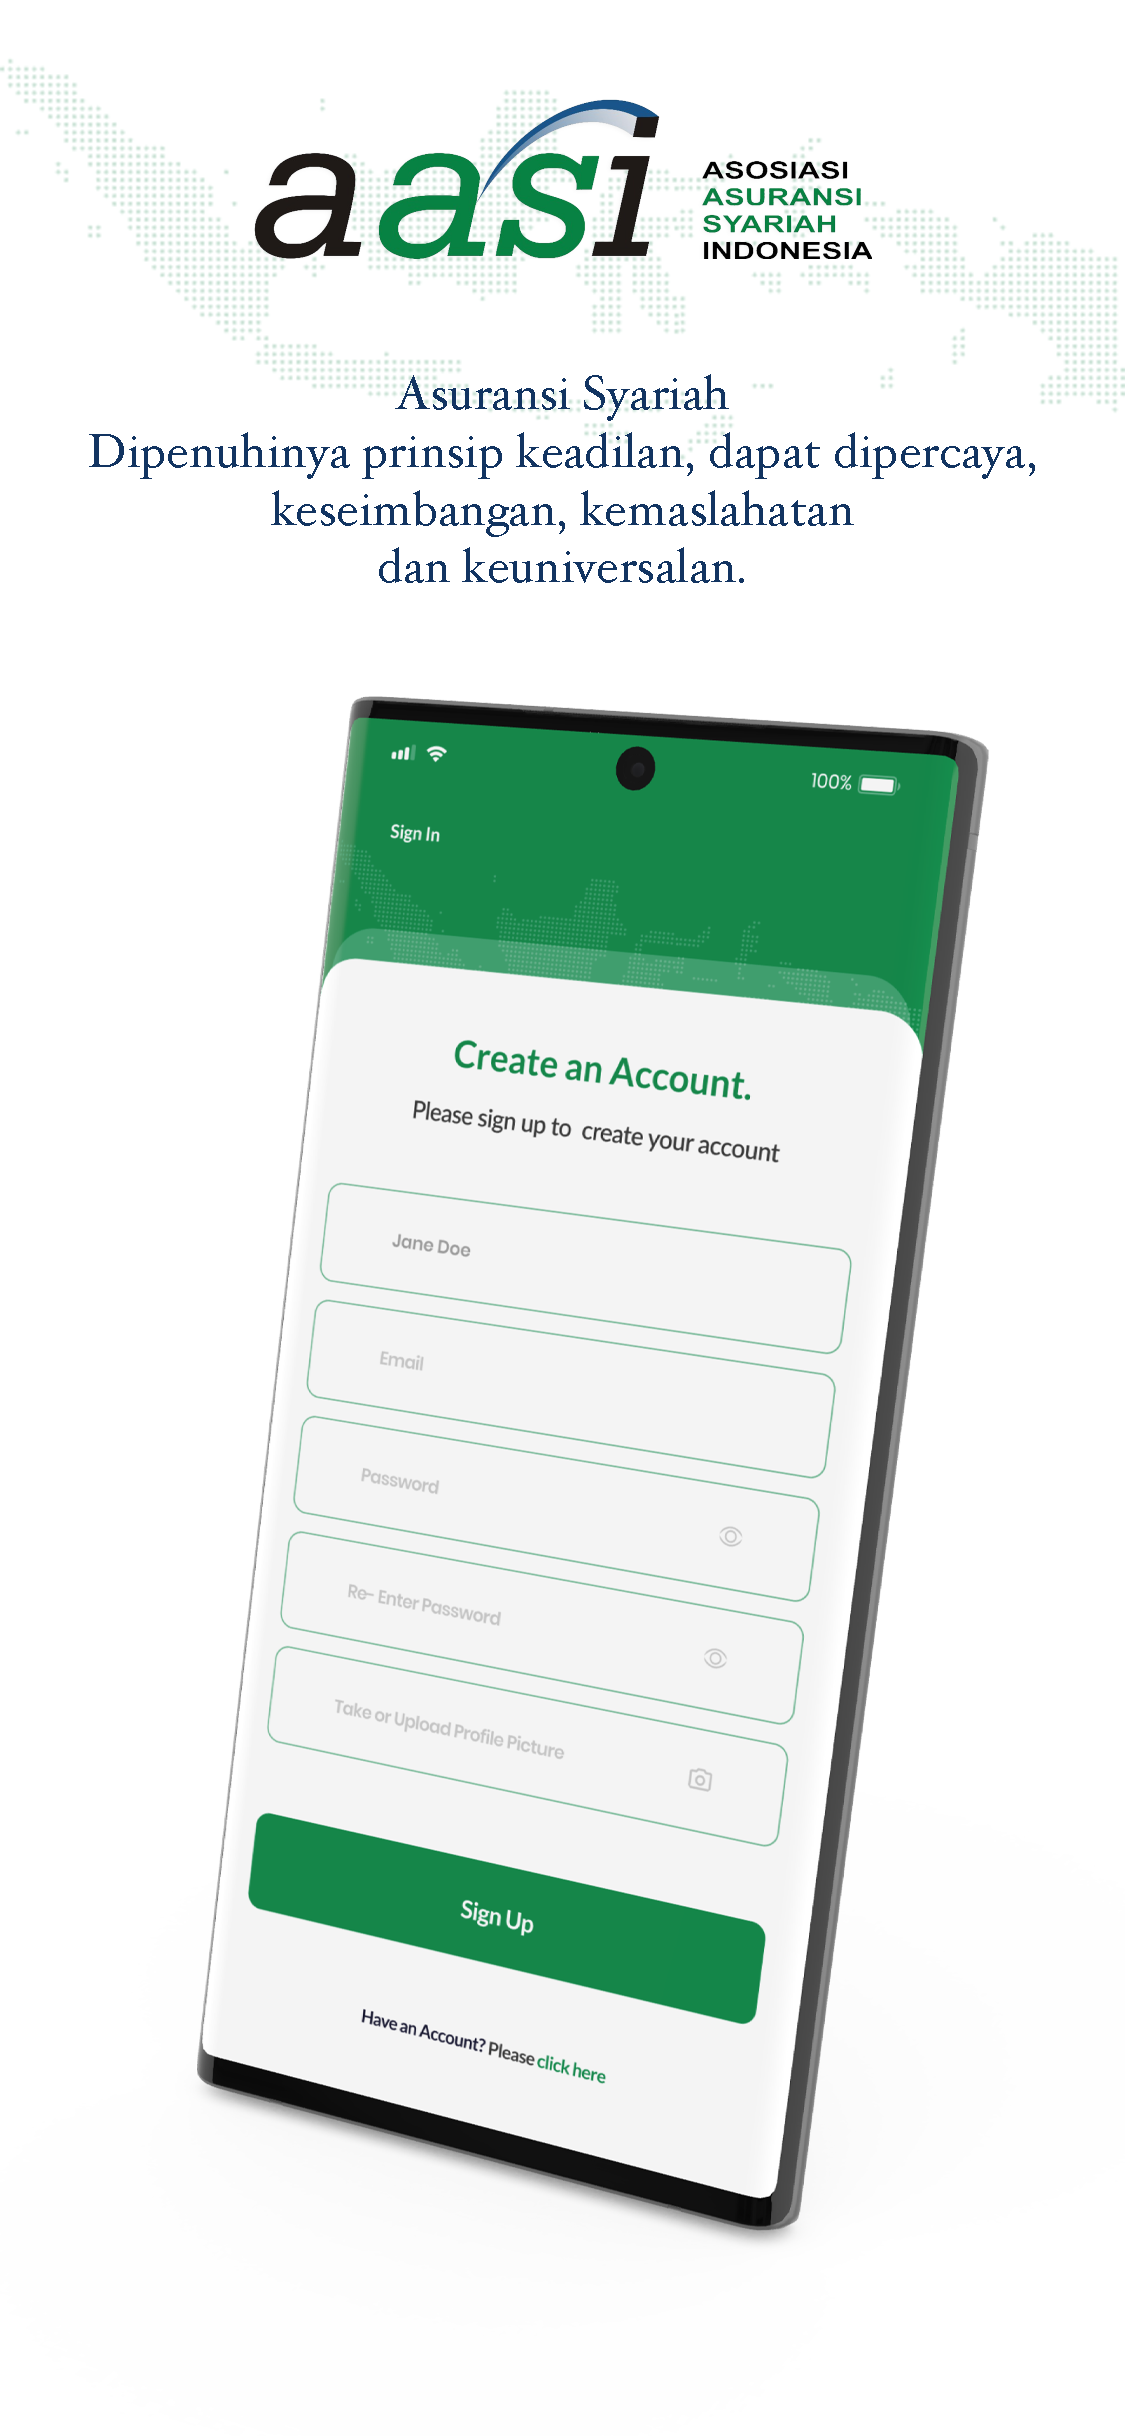 aasi
ASOSIASI
ASURANSI
SYARIAH
INDONESIA
Asuransi Syariah
Dipenuhinya prinsip keadilan, dapat dipercaya,
keseimbangan, kemaslahatan
dan keuniversalan.
100%
Sign In
Create an Account.
Please sign up to create your account
Jane Doe
Email
Password
Re- Enter Password
Take or Upload Profile Picture
Sign Up
Have an Account? Please click here